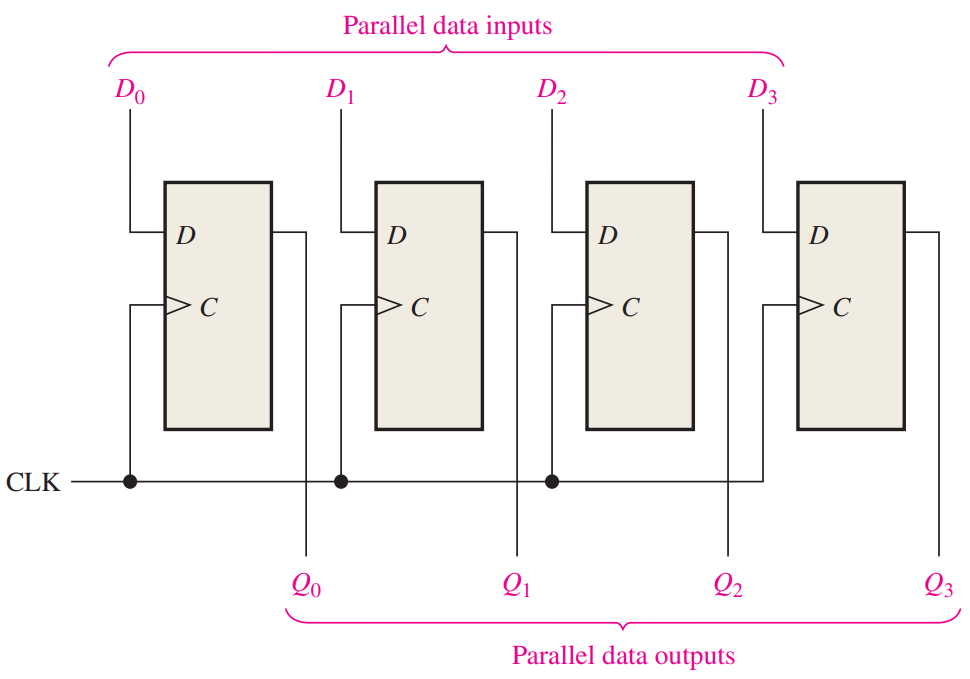 Parallel data inputs
D0 D1 D2 D3
D D D D
C C C C
CLK
Q0 Q1 Q2 Q3
Parallel data outputs